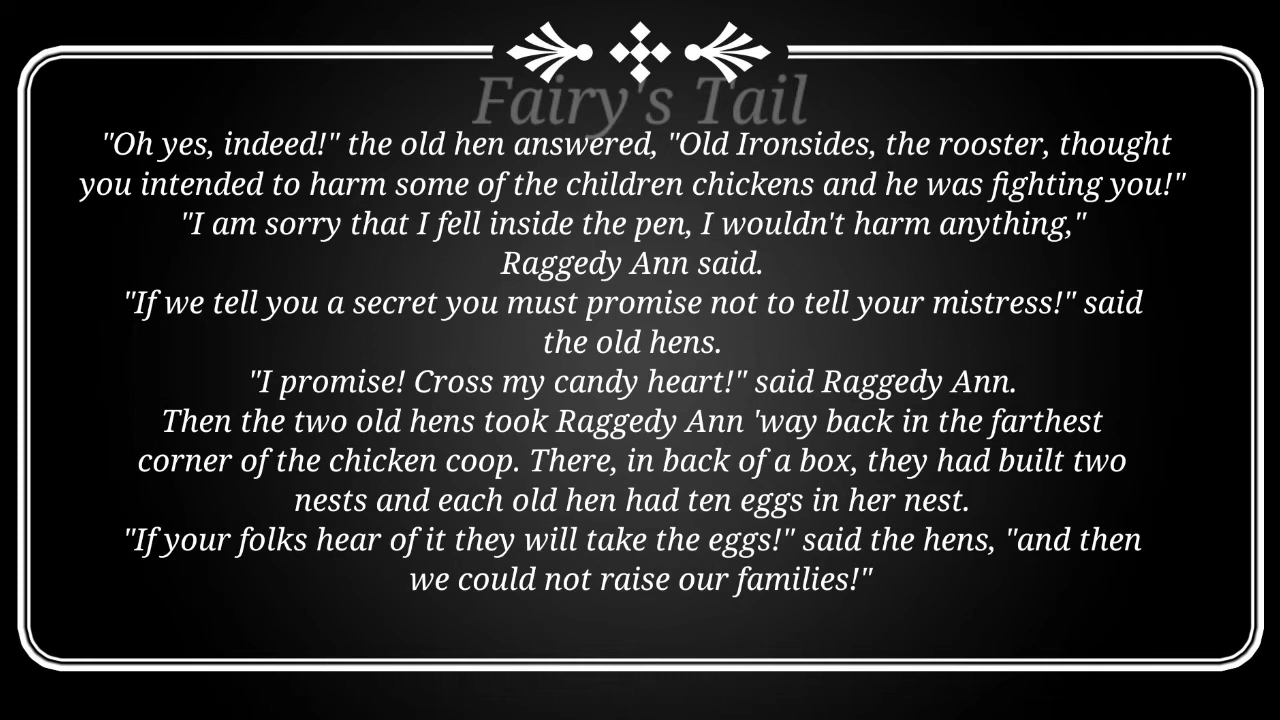 Fairy's Tail
"Oh yes, indeed!" the old hen answered, "Old Ironsides, the rooster, thought
you intended to harm some of the children chickens and he was fighting you!"
"I am sorry that I fell inside the pen, I wouldn't harm anything,"
Raggedy Ann said.
"If we tell you a secret you must promise not to tell your mistress!" said
the old hens.
"I promise! Cross my candy heart!" said Raggedy Ann.
Then the two old hens took Raggedy Ann 'way back in the farthest
corner of the chicken coop. There, in back of a box, they had built two
nests and each old hen had ten eggs in her nest.
"If your folks hear of it they will take the eggs!" said the hens, "and then
we could not raise our families!"